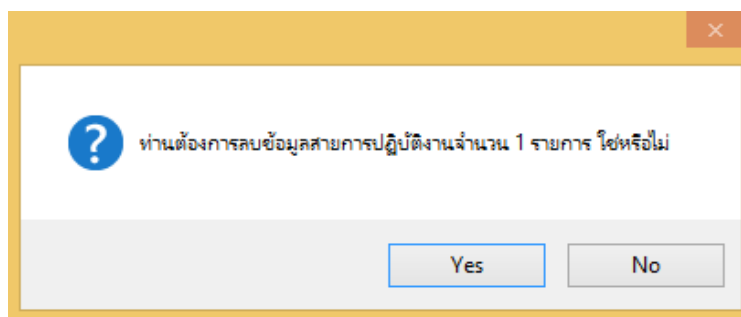 ท่านต้องการลบข้อมูลสายการปฏิบัติงานจำนวน 1 รายการ ใช่หรือไม่
Yes No